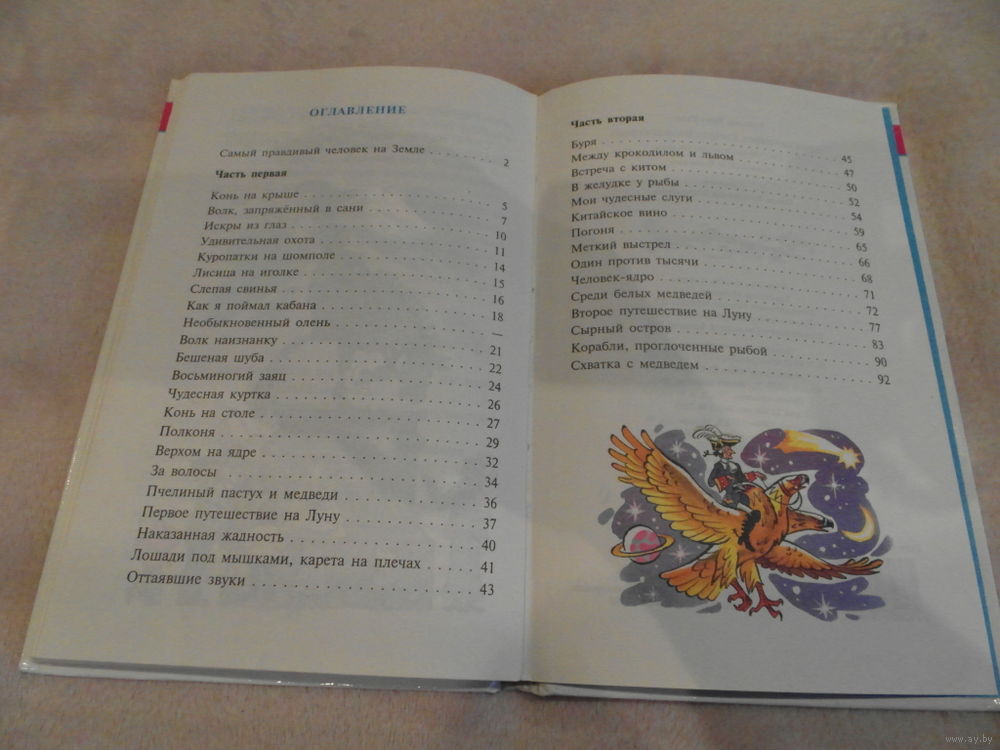 ОГЛАВЛЕНИЕ
Самый правдивый человек на Земле . . . . . . . 2
Часть первая
Конь на крыше . . . . . . . . . . . . . . . . 5
Волк, запряжённый в сани . . . . . . . . . . . 7
Искры из глаз . . . . . . . . . . . . . . . . 10
Удивительная охота . . . . . . . . . . . . . . 11
Куропатки на шомполе . . . . . . . . . . . . . 14
Лисица на иголке . . . . . . . . . . . . . . . 15
Слепая свинья . . . . . . . . . . . . . . . . 16
Как я поймал кабана . . . . . . . . . . . . . 18
Необыкновенный олень . . . . . . . . . . . . . —
Волк наизнанку . . . . . . . . . . . . . . . . 21
Бешеная шуба . . . . . . . . . . . . . . . . . 22
Восьминогий заяц . . . . . . . . . . . . . . . 24
Чудесная куртка . . . . . . . . . . . . . . . 26
Конь на столе . . . . . . . . . . . . . . . . 27
Полконя . . . . . . . . . . . . . . . . . . . 29
Верхом на ядре . . . . . . . . . . . . . . . . 32
За волосы . . . . . . . . . . . . . . . . . . 34
Пчелиный пастух и медведи . . . . . . . . . . 36
Первое путешествие на Луну . . . . . . . . . . 37
Наказанная жадность . . . . . . . . . . . . . 40
Лошади под мышками, карета на плечах . . . . . 41
Оттаявшие звуки . . . . . . . . . . . . . . . 43
Часть вторая
Буря . . . . . . . . . . . . . . . . . . . . . 45
Между крокодилом и львом . . . . . . . . . . . 47
Встреча с китом . . . . . . . . . . . . . . . 50
В желудке у рыбы . . . . . . . . . . . . . . . 52
Мои чудесные слуги . . . . . . . . . . . . . . 54
Китайское вино . . . . . . . . . . . . . . . . 59
Погоня . . . . . . . . . . . . . . . . . . . . 65
Меткий выстрел . . . . . . . . . . . . . . . . 66
Один против тысячи . . . . . . . . . . . . . . 68
Человек-ядро . . . . . . . . . . . . . . . . . 71
Среди белых медведей . . . . . . . . . . . . . 72
Второе путешествие на Луну . . . . . . . . . . 77
Сырный остров . . . . . . . . . . . . . . . . 83
Корабли, проглоченные рыбой . . . . . . . . . 90
Схватка с медведем . . . . . . . . . . . . . . 92
www.ay.by